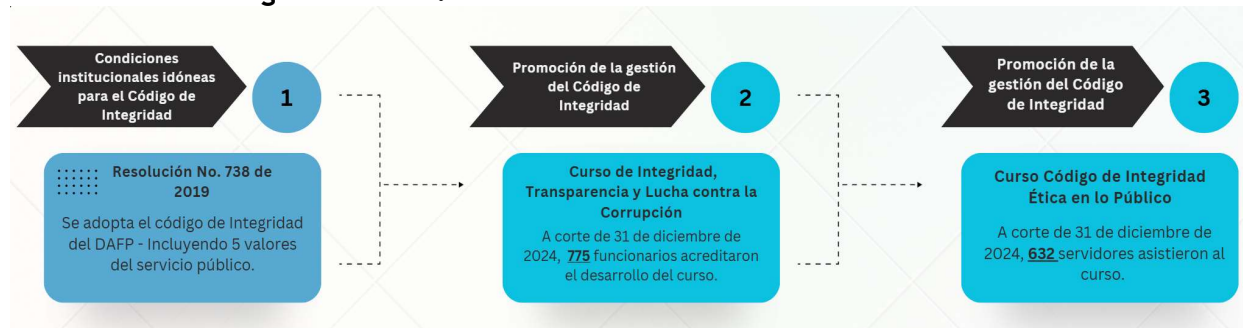 Condiciones
institucionales idóneas
para el Código de
Integridad
1
Resolución No. 738 de
2019
Se adopta el código de Integridad
del DAFP - Incluyendo 5 valores
del servicio público.
Promoción de la gestión
del Código de
Integridad
2
Curso de Integridad,
Transparencia y Lucha contra la
Corrupción
A corte de 31 de diciembre de
2024, 775 funcionarios acreditaron
el desarrollo del curso.
Promoción de la
gestión del Código
de Integridad
3
Curso Código de Integridad
Ética en lo Público
A corte de 31 de diciembre de
2024, 632 servidores asistieron al
curso.